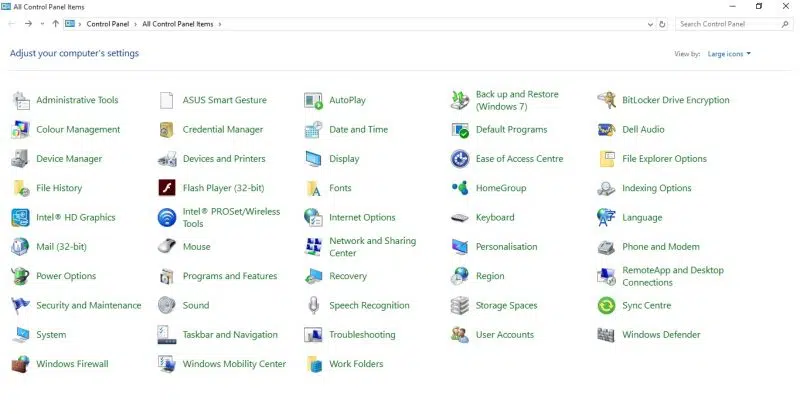 All Control Panel Items
Control Panel > All Control Panel Items >
Search Control Panel
Adjust your computer's settings
View by: Large icons
Administrative Tools
ASUS Smart Gesture
AutoPlay
Back up and Restore
(Windows 7)
BitLocker Drive Encryption
Colour Management
Credential Manager
Date and Time
Default Programs
Dell Audio
Device Manager
Devices and Printers
Display
Ease of Access Centre
File Explorer Options
File History
Flash Player (32-bit)
Fonts
HomeGroup
Indexing Options
Intel® HD Graphics
Intel® PROSet/Wireless
Tools
Internet Options
Keyboard
Language
Mail (32-bit)
Mouse
Network and Sharing
Center
Personalisation
Phone and Modem
Power Options
Programs and Features
Recovery
Region
RemoteApp and Desktop
Connections
Security and Maintenance
Sound
Speech Recognition
Storage Spaces
Sync Centre
System
Taskbar and Navigation
Troubleshooting
User Accounts
Windows Defender
Windows Firewall
Windows Mobility Center
Work Folders